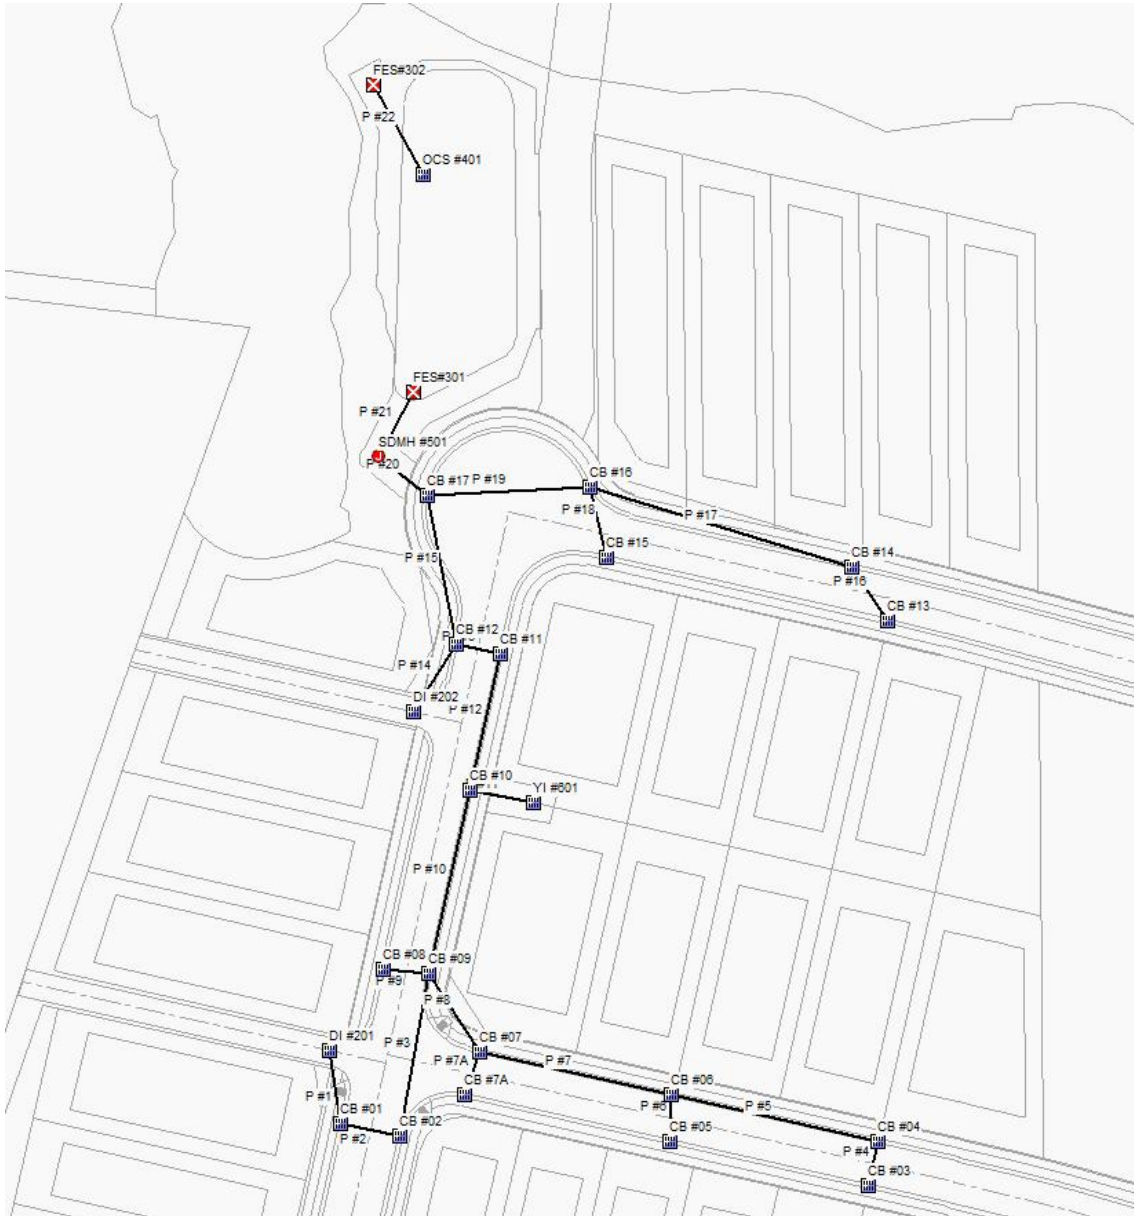 FES#302
P #22
OCS #401
FES#301
P #21
SDMH #501
P #20
CB #17
P #19
CB #16
P #18
P #17
CB #15
P #15
CB #14
P #16
CB #13
CB #12
CB #11
P #14
DI #202
P #12
CB #10
YI #601
P #10
CB #08
CB #09
P #9
P #8
DI #201
P #3
CB #07
P #7A
P #7
CB #7A
CB #06
P #1
P #6
P #5
CB #01
P #2
CB #02
CB #05
CB #04
P #4
CB #03